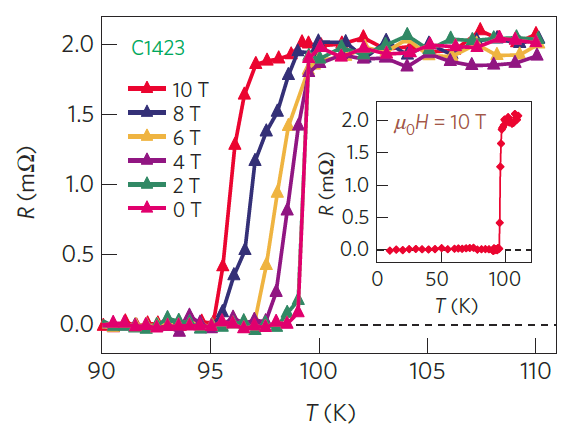 C1423
10 T
8 T
6 T
4 T
2 T
0 T
R (mΩ)
2.0
1.5
1.0
0.5
0.0
90
95
100
105
110
T (K)
μ₀H = 10 T
R (mΩ)
2.0
1.5
1.0
0.5
0.0
0
50
100
T (K)